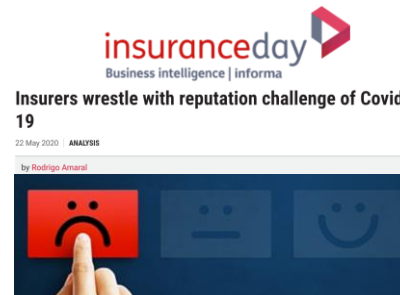 insuranceday
Business intelligence | informa
Insurers wrestle with reputation challenge of Covid
19
22 May 2020 | ANALYSIS
by Rodrigo Amaral